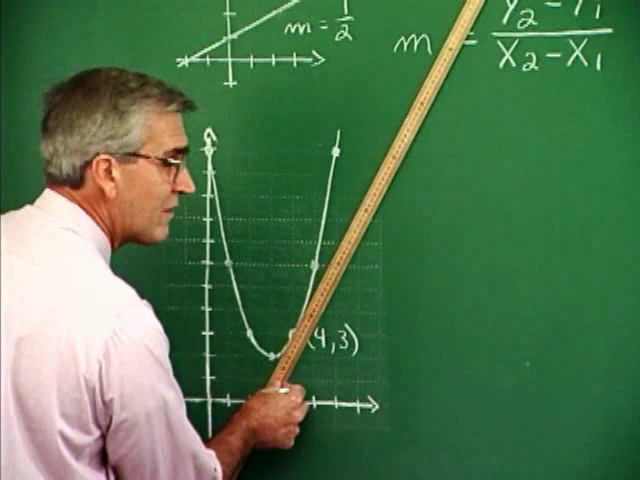 m = 1/2
m = Y₂ - Y₁ / X₂ - X₁
(4,3)